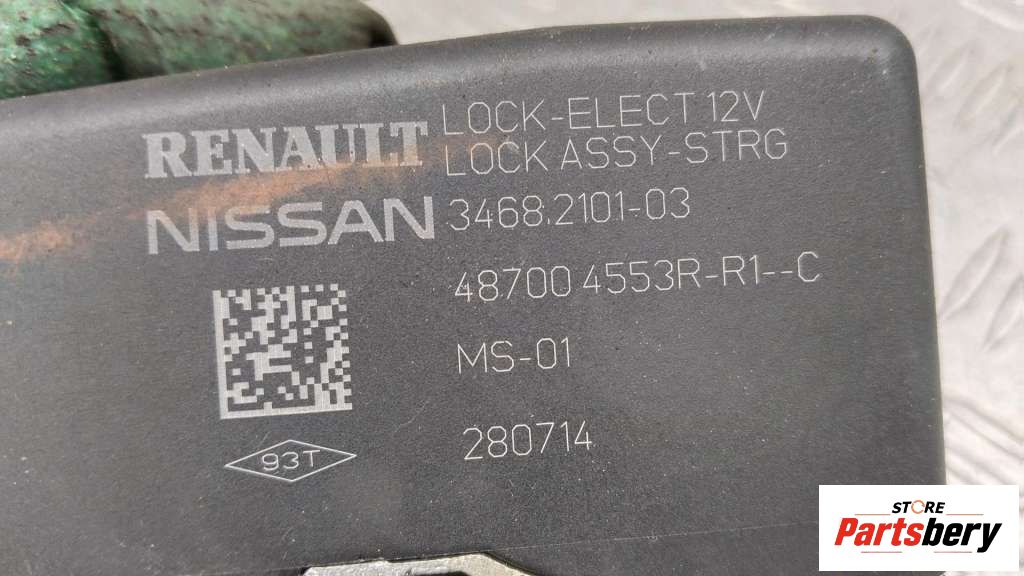 RENAULT
NISSAN
LOCK-ELECT 12V
LOCK ASSY-STRG
3468.2101-03
48700 4553R-R1--C
MS-01
280714
93T
STORE
Partsbery